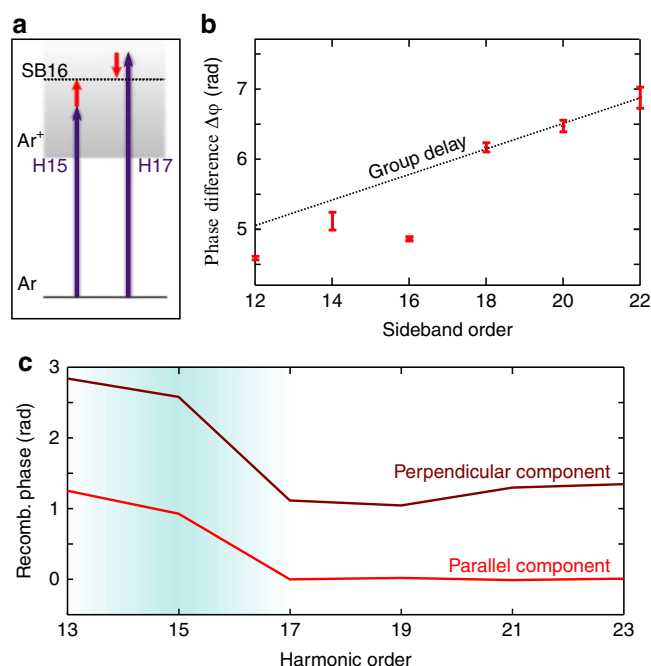 a
SB16
Ar⁺
H15
H17
Ar
b
Phase difference Δφ (rad)
7
6
5
Group delay
12
14
16
18
20
22
Sideband order
c
Recomb. phase (rad)
3
2
1
0
Perpendicular component
Parallel component
13
15
17
19
21
23
Harmonic order